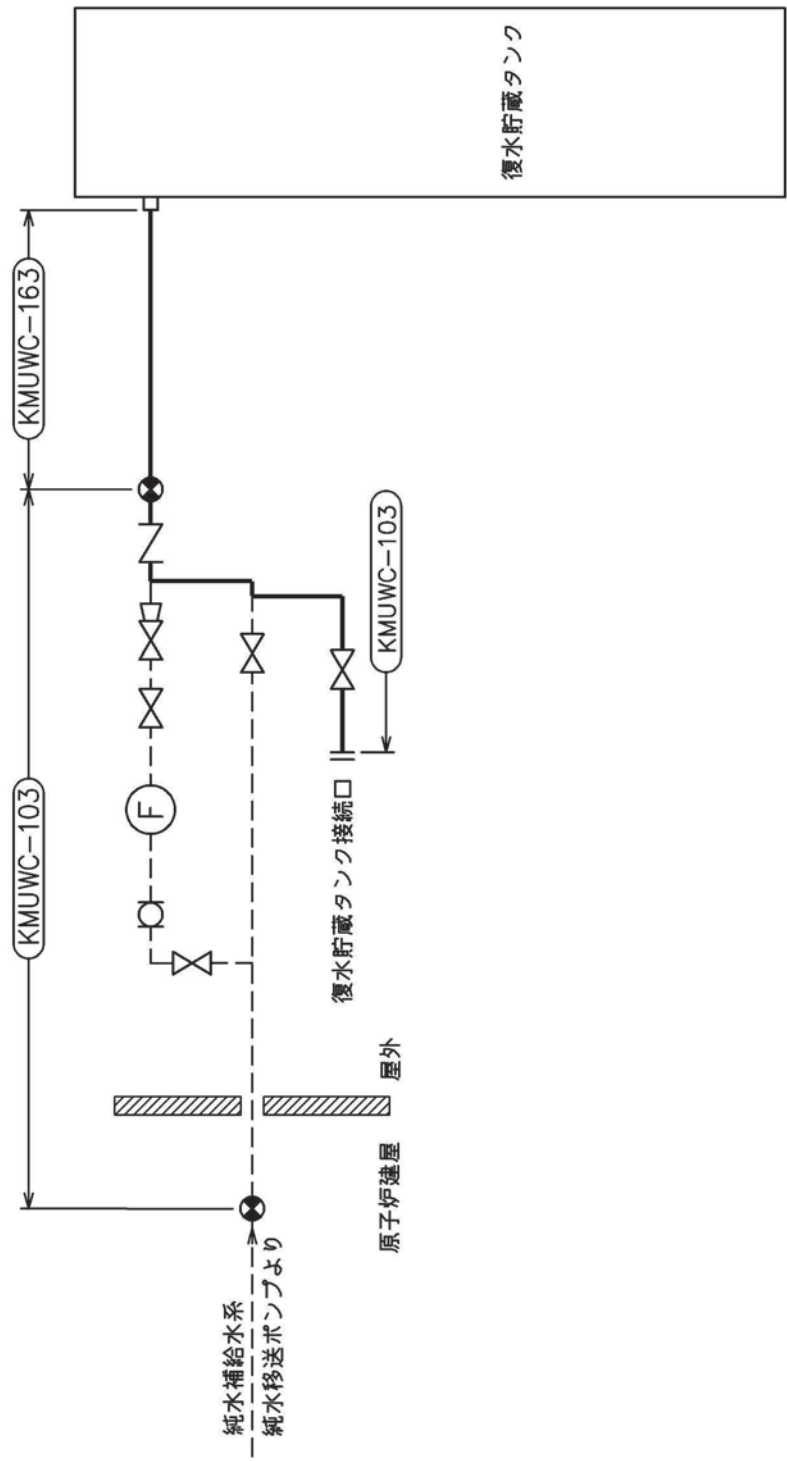 KMUWC-103
KMUWC-163
純水補給水系
純水移送ポンプより
F
復水貯蔵タンク接続口
KMUWC-103
原子炉建屋
屋外
復水貯蔵タンク